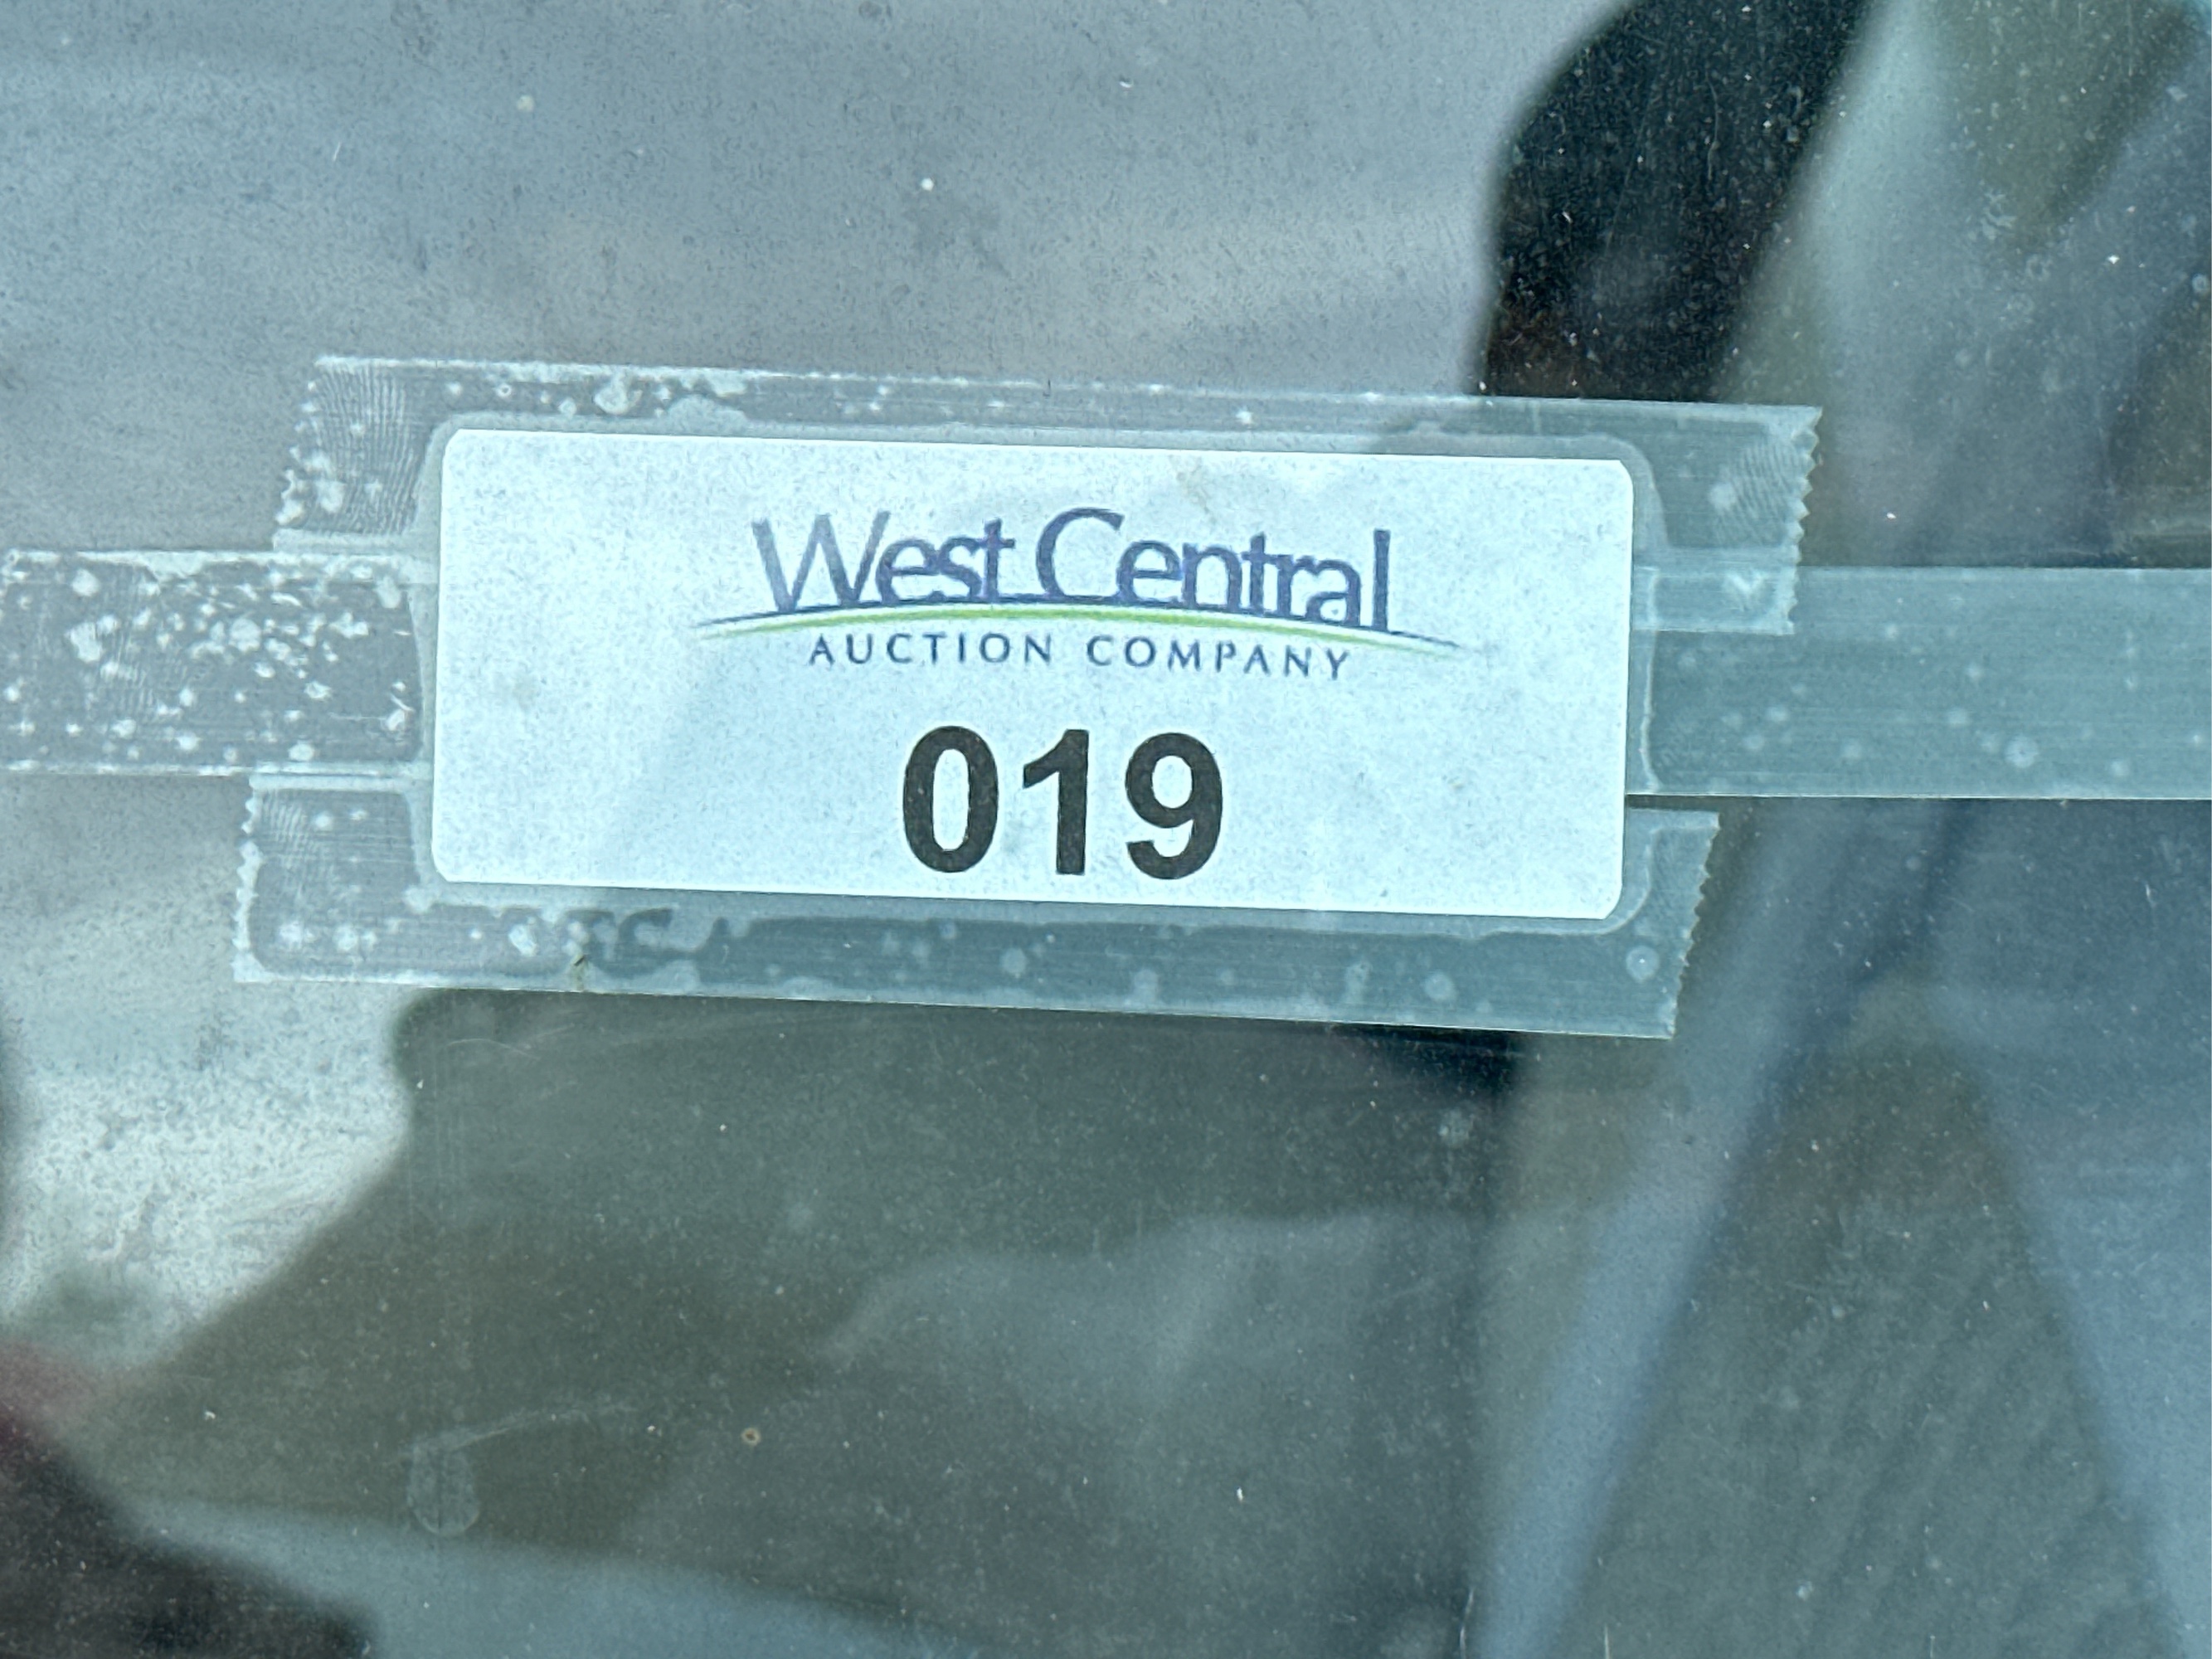 West Central
AUCTION COMPANY
019